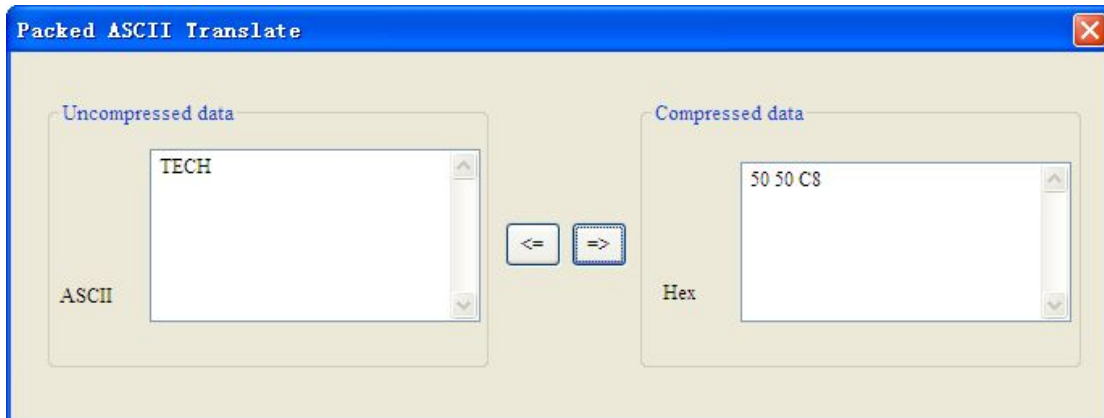 Packed ASCII Translate
Uncompressed data
TECH
ASCII
<=
=>
Compressed data
50 50 C8
Hex